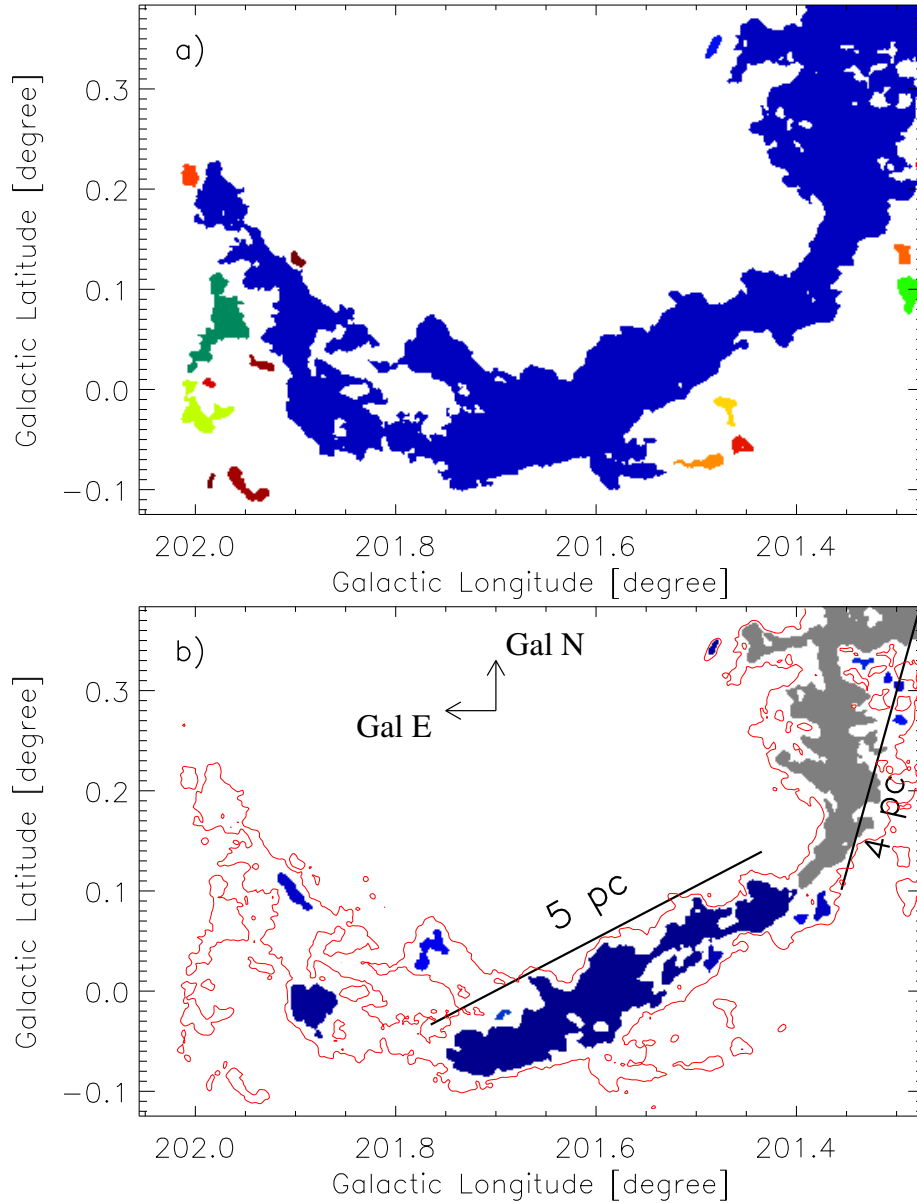 a)
0.3
0.2
0.1
0.0
−0.1
Galactic Latitude [degree]
202.0 201.8 201.6 201.4
Galactic Longitude [degree]
b)
Gal N
Gal E
5 pc
4 pc
0.3
0.2
0.1
0.0
−0.1
Galactic Latitude [degree]
202.0 201.8 201.6 201.4
Galactic Longitude [degree]